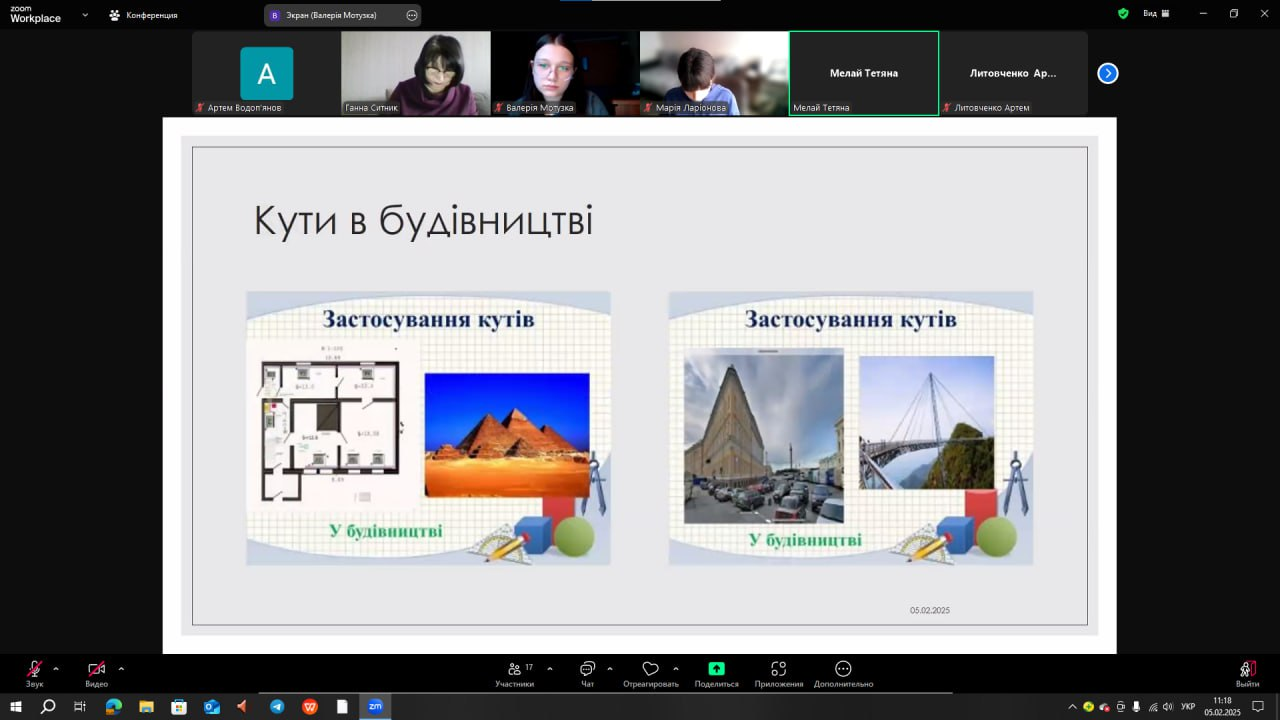 zoom
Workplace
Конференция
В
Экран (Валерія Мотузка)
Вид
А
Артем Водоп'янов
Ганна Ситник
Валерія Мотузка
Марія Ларіонова
Мелай Тетяна
Мелай Тетяна
Литовченко Ар...
Литовченко Артем
Кути в будівництві
Застосування кутів
У будівництві
Застосування кутів
У будівництві
05.02.2025
Звук
Видео
Участники
17
Чат
Отреагировать
Поделиться
Приложения
Дополнительно
Выйти
zm
УКР
11:18
05.02.2025